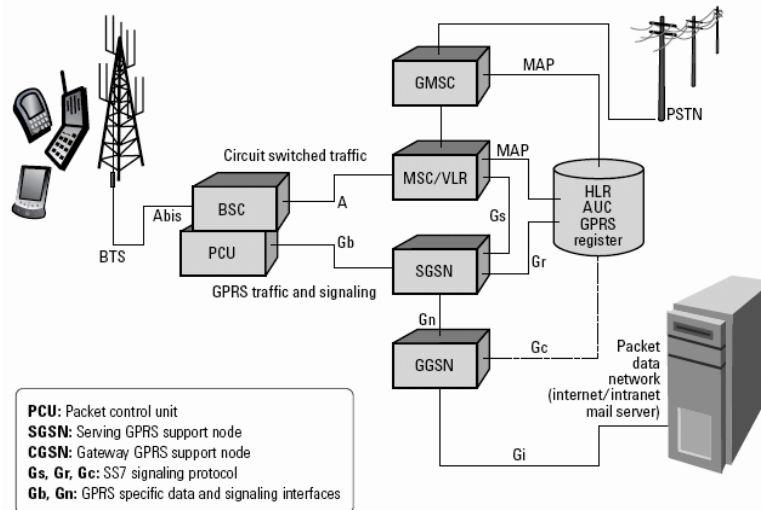 GMSC
MAP
PSTN
Circuit switched traffic
MSC/VLR
MAP
HLR
AUC
GPRS
register
Abis
BSC
A
Gs
PCU
Gb
BTS
SGSN
Gr
GPRS traffic and signaling
Gn
GGSN
Gc
Packet
data
network
(internet/intranet
mail server)
Gi
PCU: Packet control unit
SGSN: Serving GPRS support node
CGSN: Gateway GPRS support node
Gs, Gr, Gc: SS7 signaling protocol
Gb, Gn: GPRS specific data and signaling interfaces